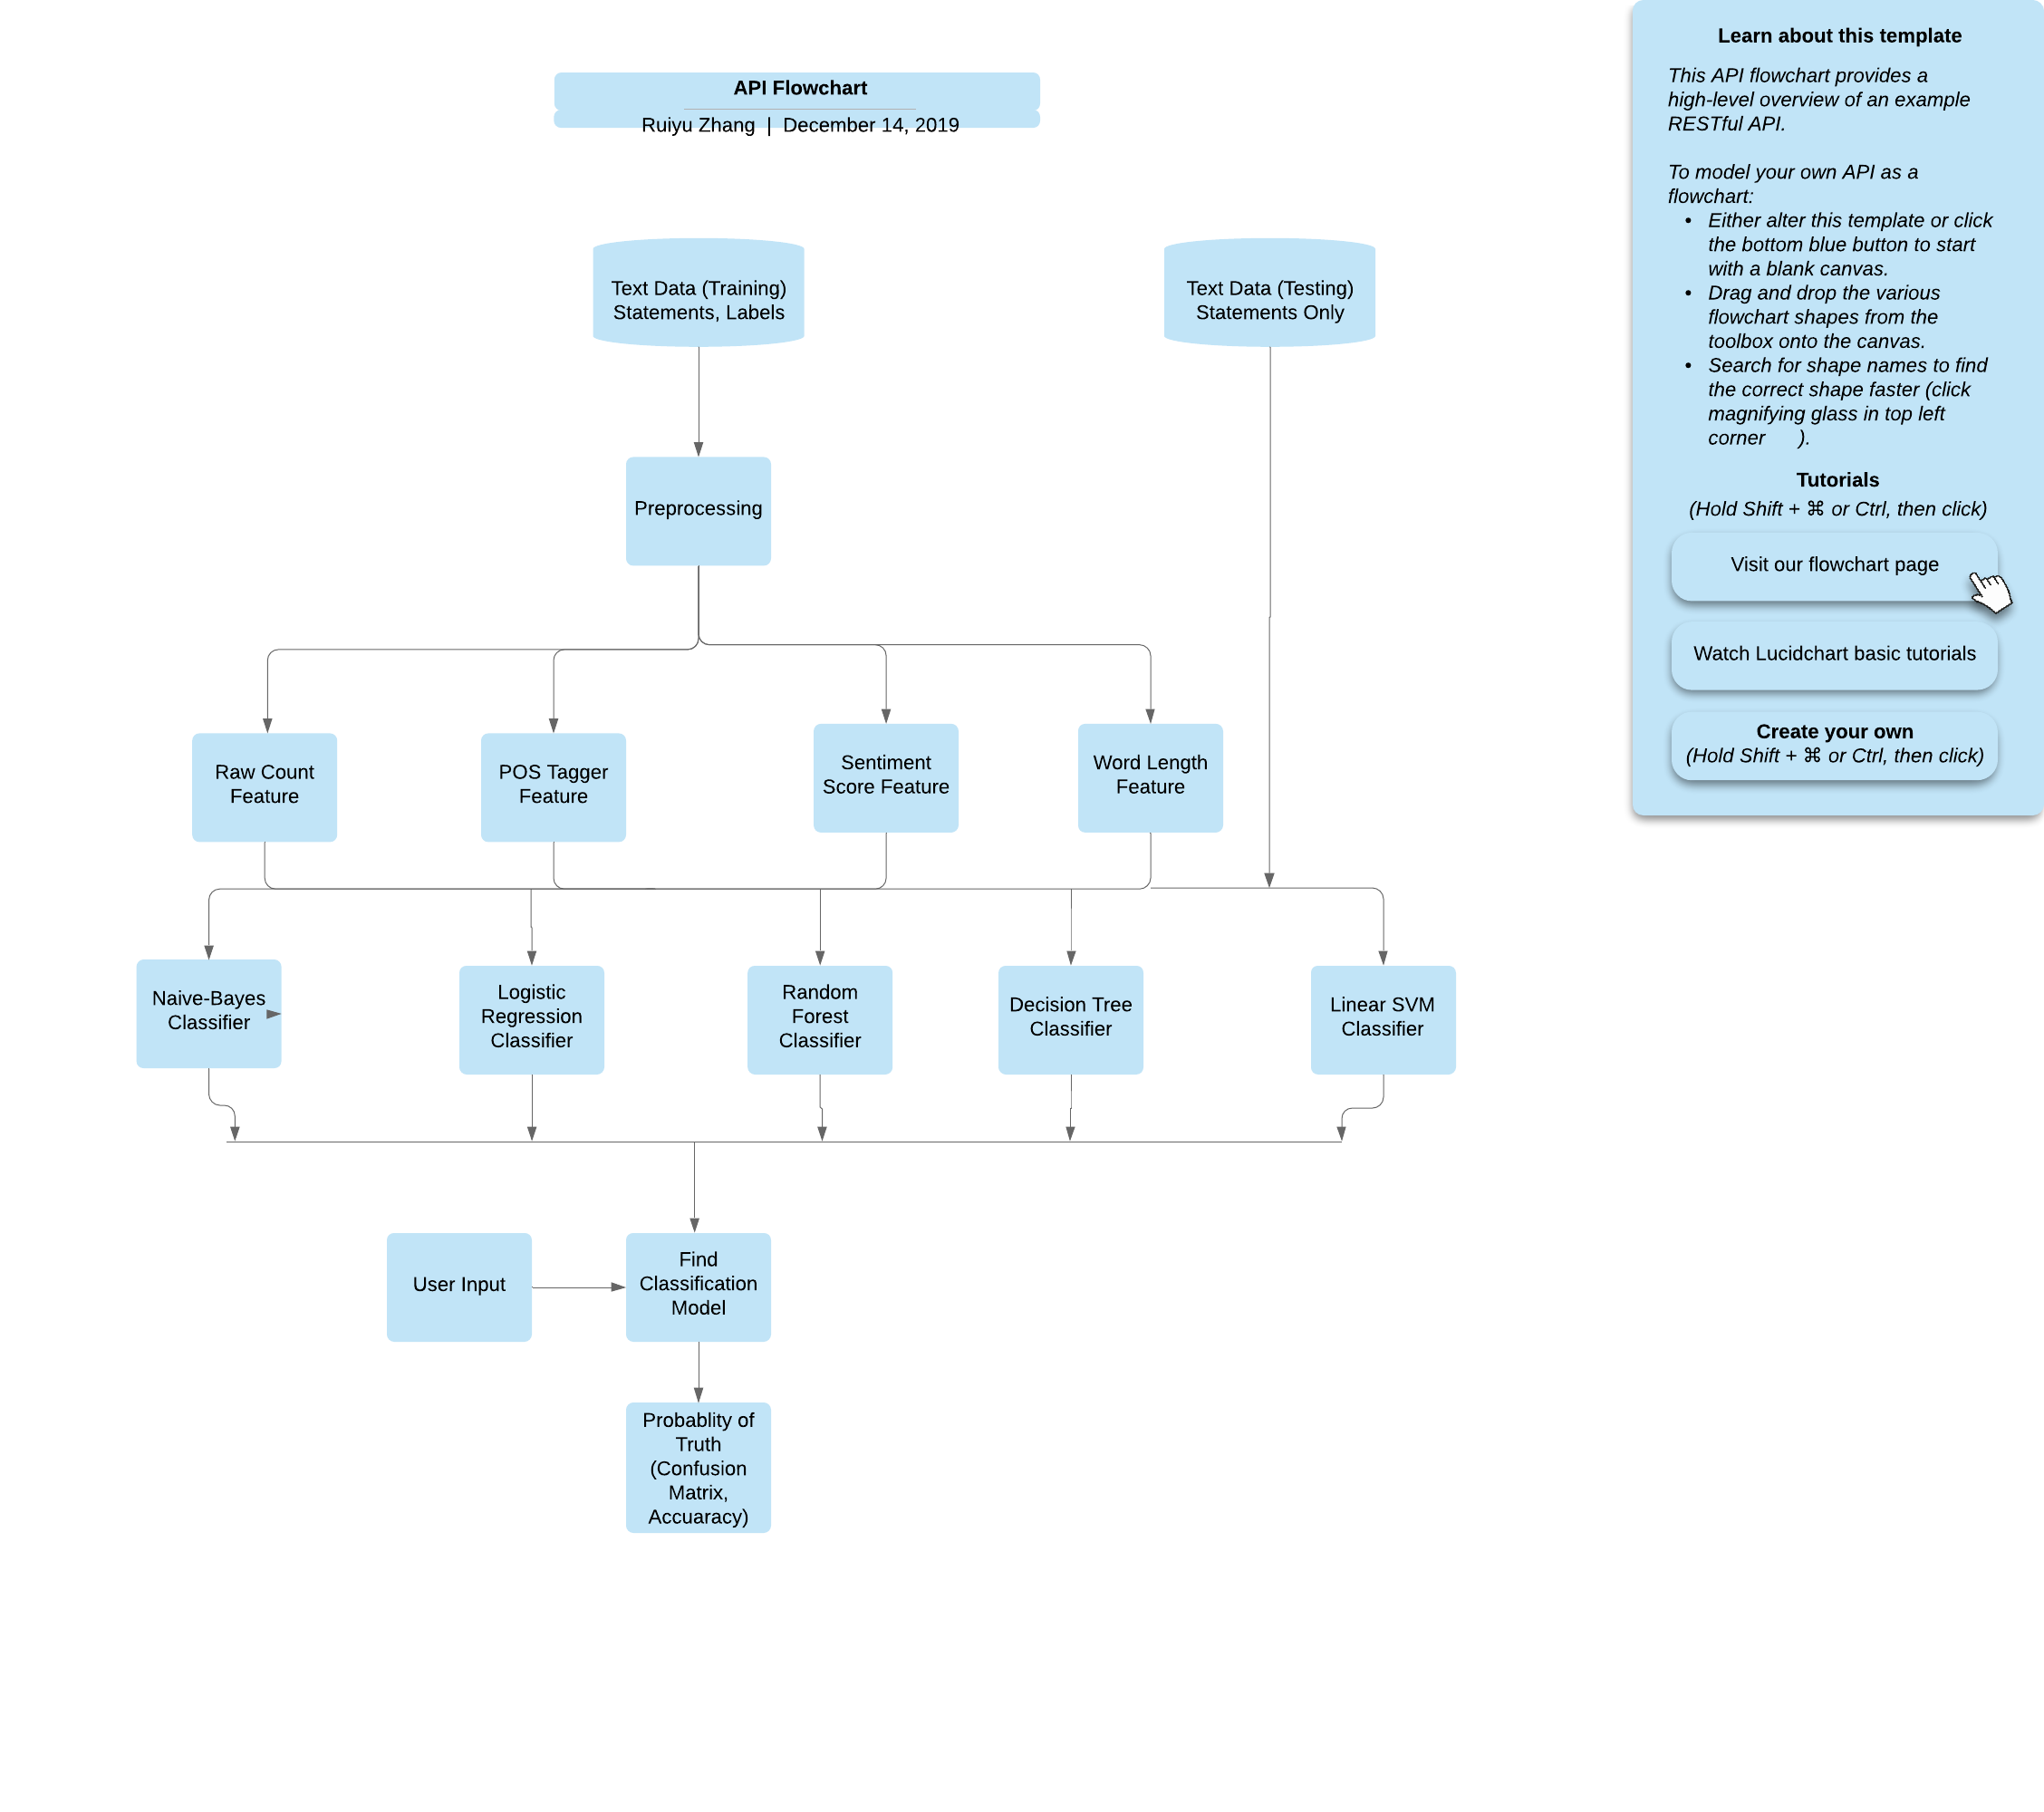 API Flowchart
Ruiyu Zhang | December 14, 2019
Text Data (Training)
Statements, Labels
Text Data (Testing)
Statements Only
Preprocessing
Raw Count
Feature
POS Tagger
Feature
Sentiment
Score Feature
Word Length
Feature
Naive-Bayes
Classifier
Logistic
Regression
Classifier
Random
Forest
Classifier
Decision Tree
Classifier
Linear SVM
Classifier
User Input
Find
Classification
Model
Probablity of
Truth
(Confusion
Matrix,
Accuaracy)
Learn about this template
This API flowchart provides a
high-level overview of an example
RESTful API.
To model your own API as a
flowchart:
• Either alter this template or click
the bottom blue button to start
with a blank canvas.
• Drag and drop the various
flowchart shapes from the
toolbox onto the canvas.
• Search for shape names to find
the correct shape faster (click
magnifying glass in top left
corner ).
Tutorials
(Hold Shift + ⌘ or Ctrl, then click)
Visit our flowchart page
Watch Lucidchart basic tutorials
Create your own
(Hold Shift + ⌘ or Ctrl, then click)